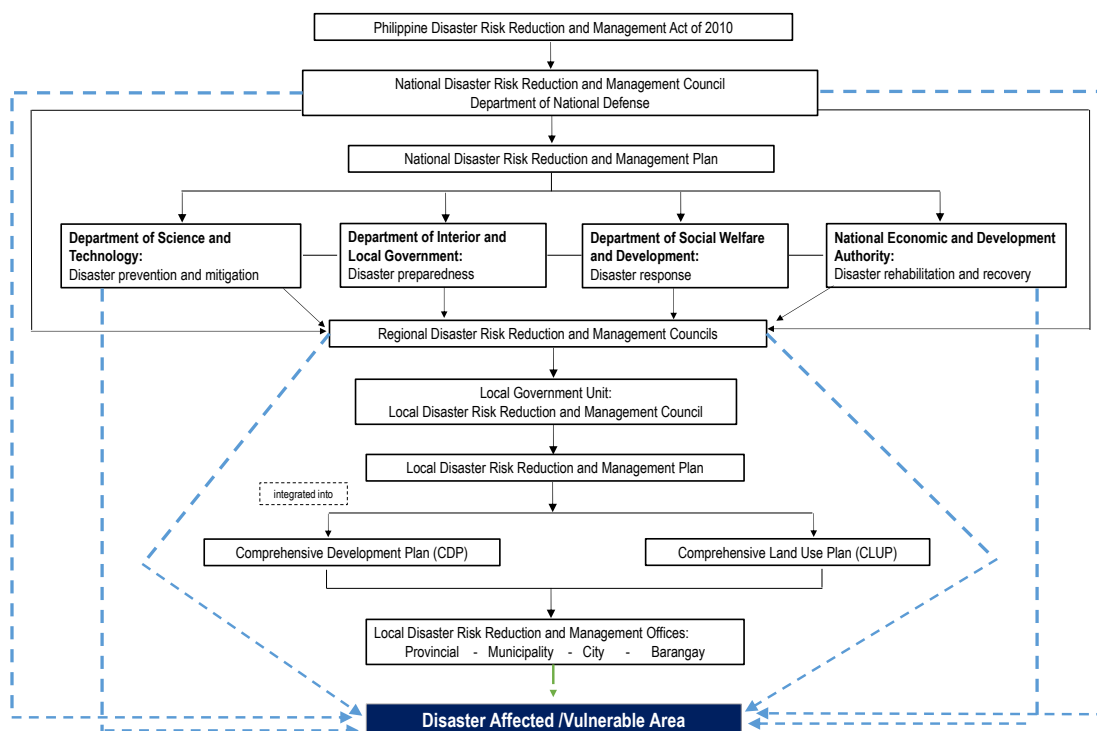 Philippine Disaster Risk Reduction and Management Act of 2010
National Disaster Risk Reduction and Management Council
Department of National Defense
National Disaster Risk Reduction and Management Plan
Department of Science and
Technology:
Disaster prevention and mitigation
Department of Interior and
Local Government:
Disaster preparedness
Department of Social Welfare
and Development:
Disaster response
National Economic and Development
Authority:
Disaster rehabilitation and recovery
Regional Disaster Risk Reduction and Management Councils
Local Government Unit:
Local Disaster Risk Reduction and Management Council
Local Disaster Risk Reduction and Management Plan
integrated into
Comprehensive Development Plan (CDP)
Comprehensive Land Use Plan (CLUP)
Local Disaster Risk Reduction and Management Offices:
Provincial - Municipality - City - Barangay
Disaster Affected /Vulnerable Area